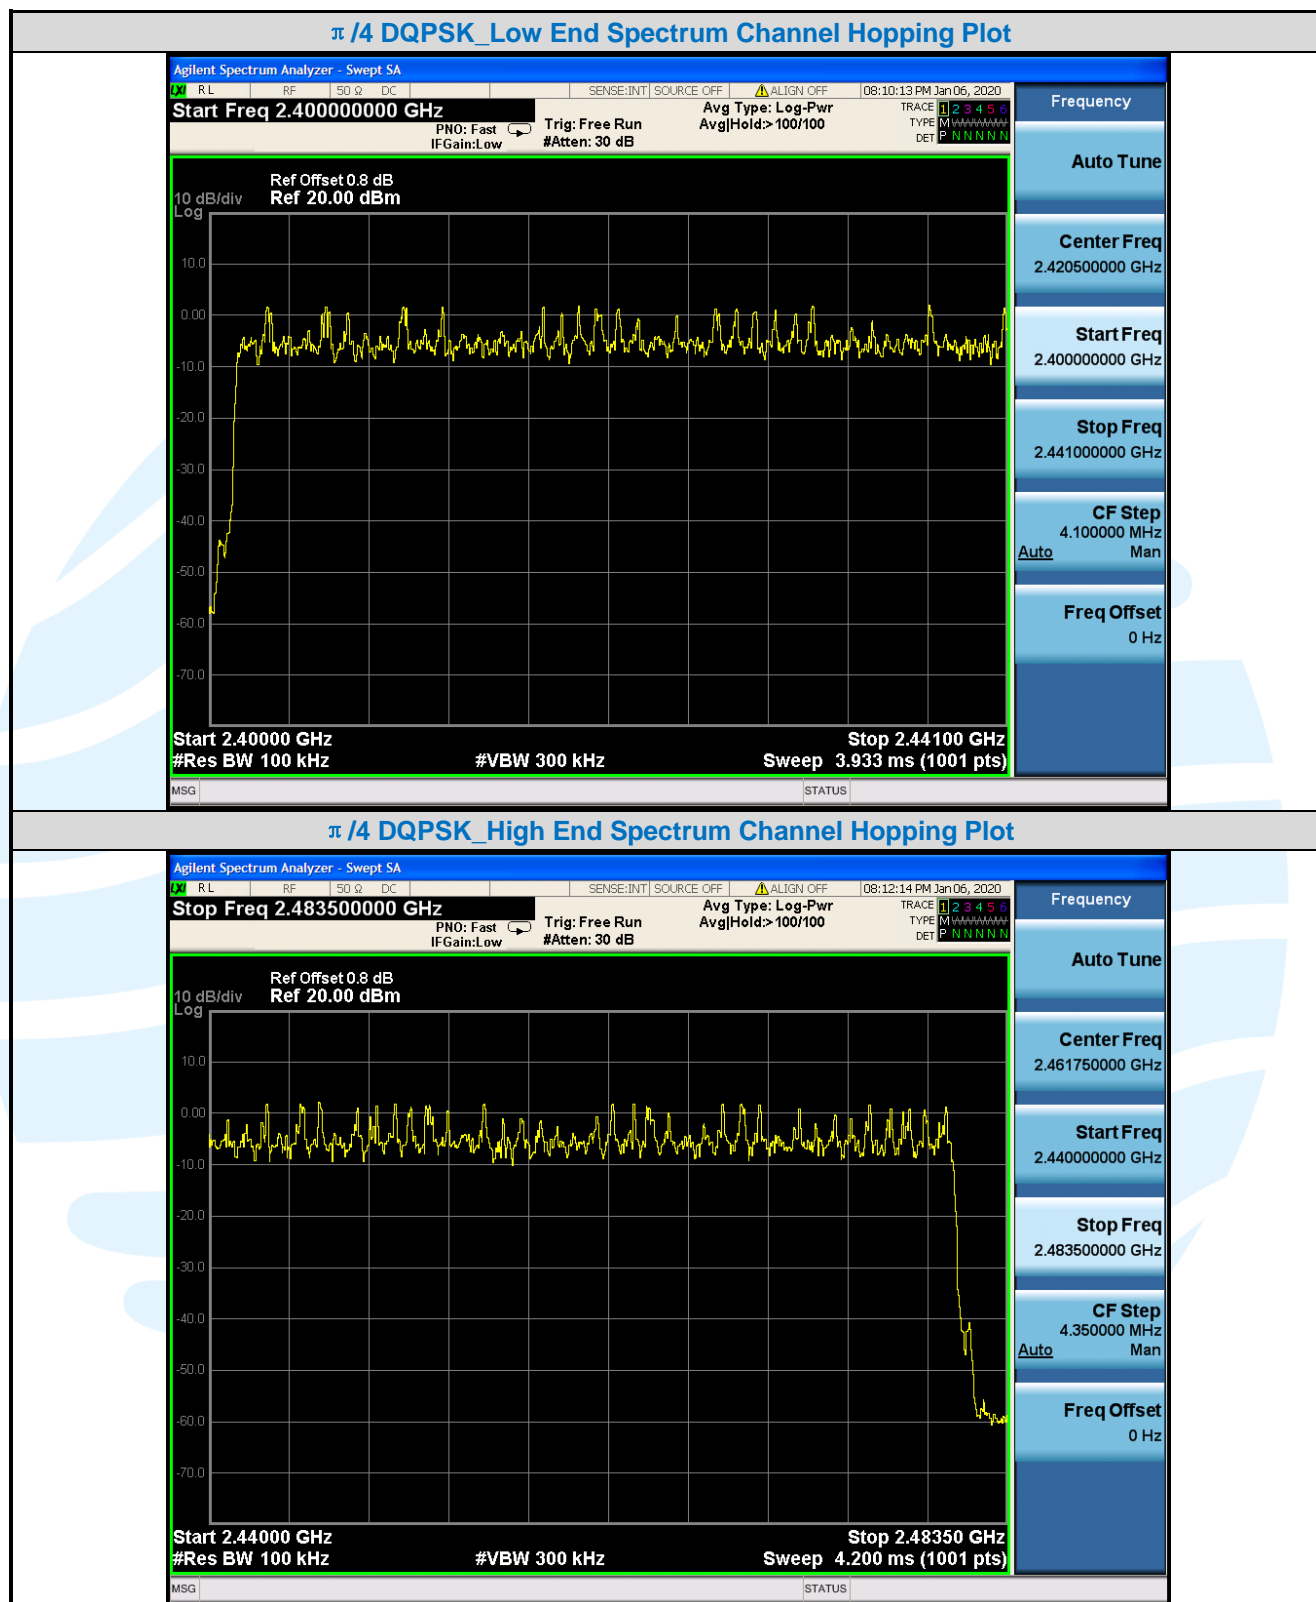 π/4 DQPSK_Low End Spectrum Channel Hopping Plot
Agilent Spectrum Analyzer - Swept SA
LXI RL RF 50 Ω DC SENSE:INT SOURCE OFF ⚠ALIGN OFF 08:10:13 PM Jan 06, 2020
Start Freq 2.400000000 GHz
PNO: Fast
IFGain:Low
Trig: Free Run
#Atten: 30 dB
Avg Type: Log-Pwr
Avg|Hold:>100/100
TRACE 1 2 3 4 5 6
TYPE M WWWWW
DET P N N N N N
Frequency
Auto Tune
Center Freq
2.420500000 GHz
Start Freq
2.400000000 GHz
Stop Freq
2.441000000 GHz
CF Step
4.100000 MHz
Auto Man
Freq Offset
0 Hz
Ref Offset 0.8 dB
10 dB/div Ref 20.00 dBm
Log
10.0
0.00
-10.0
-20.0
-30.0
-40.0
-50.0
-60.0
-70.0
Start 2.40000 GHz Stop 2.44100 GHz
#Res BW 100 kHz #VBW 300 kHz Sweep 3.933 ms (1001 pts)
MSG STATUS
π/4 DQPSK_High End Spectrum Channel Hopping Plot
Agilent Spectrum Analyzer - Swept SA
LXI RL RF 50 Ω DC SENSE:INT SOURCE OFF ⚠ALIGN OFF 08:12:14 PM Jan 06, 2020
Stop Freq 2.483500000 GHz
PNO: Fast
IFGain:Low
Trig: Free Run
#Atten: 30 dB
Avg Type: Log-Pwr
Avg|Hold:>100/100
TRACE 1 2 3 4 5 6
TYPE M WWWWW
DET P N N N N N
Frequency
Auto Tune
Center Freq
2.461750000 GHz
Start Freq
2.440000000 GHz
Stop Freq
2.483500000 GHz
CF Step
4.350000 MHz
Auto Man
Freq Offset
0 Hz
Ref Offset 0.8 dB
10 dB/div Ref 20.00 dBm
Log
10.0
0.00
-10.0
-20.0
-30.0
-40.0
-50.0
-60.0
-70.0
Start 2.44000 GHz Stop 2.48350 GHz
#Res BW 100 kHz #VBW 300 kHz Sweep 4.200 ms (1001 pts)
MSG STATUS